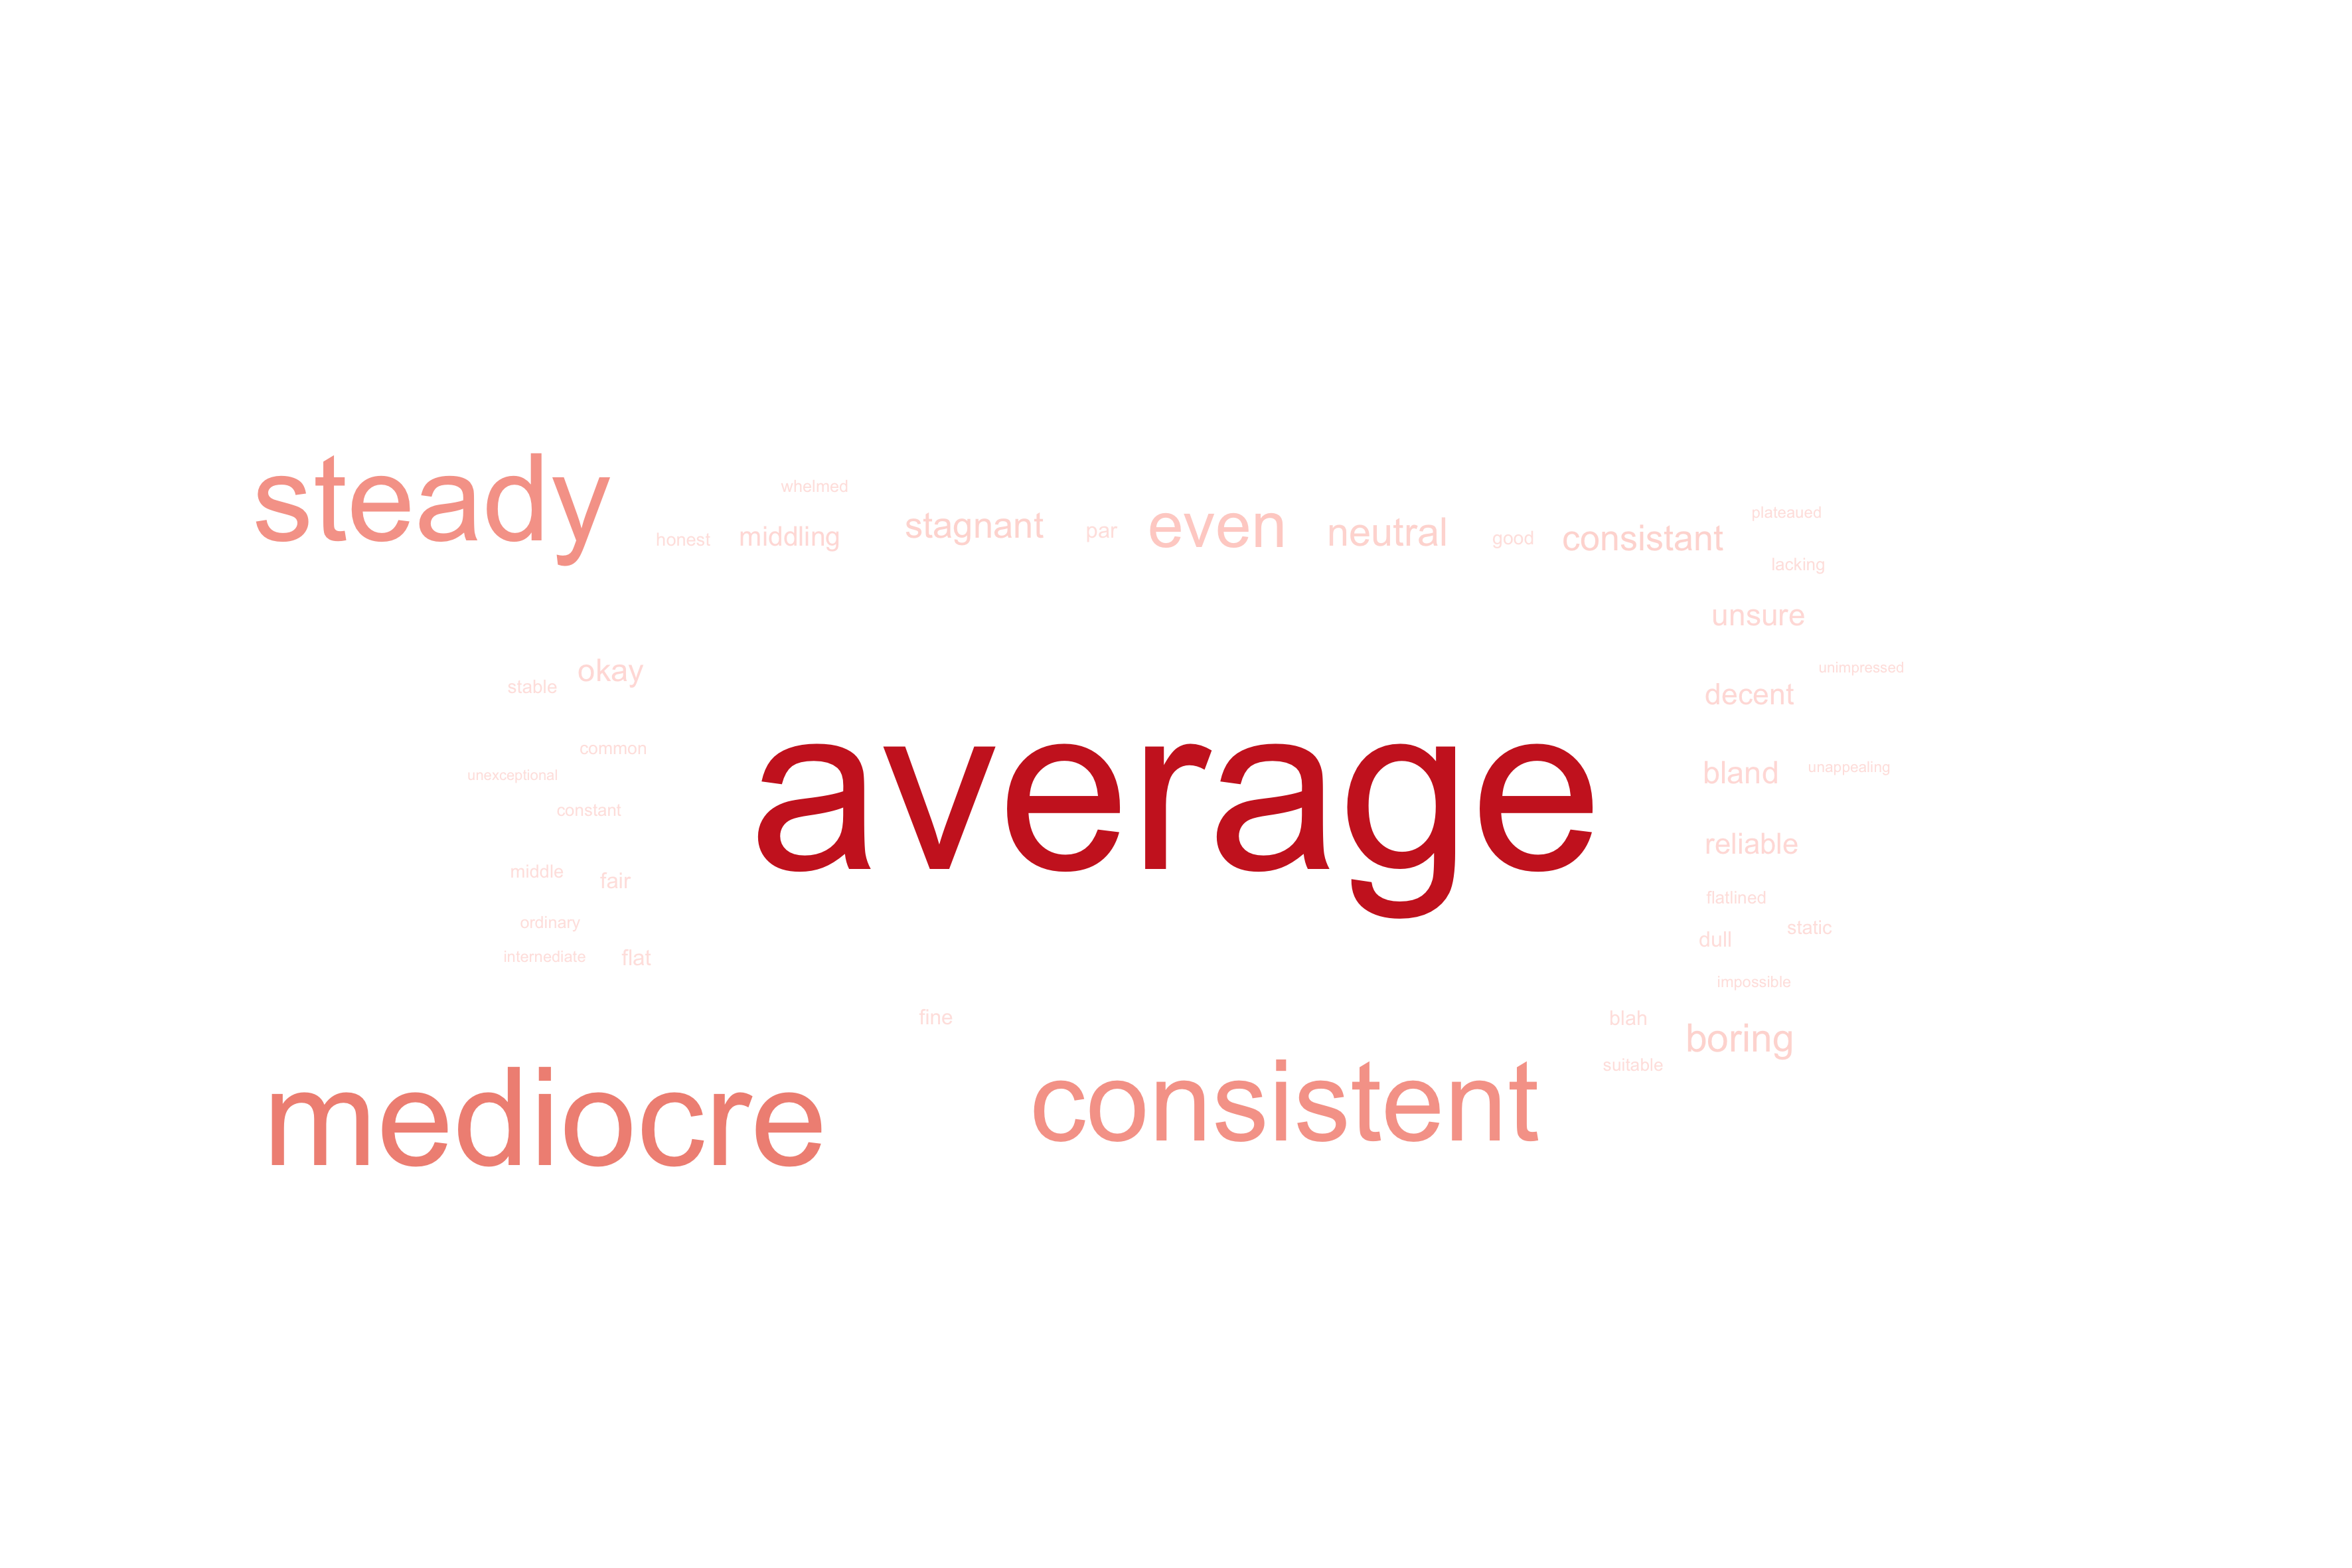 steady
whelmed
honest middling stagnant par even neutral good consistant
plateaued
lacking
unsure
okay
stable
unimpressed
decent
common
unexceptional
average
bland unappealing
constant
reliable
middle fair
flatlined
ordinary
static
dull
internediate flat
impossible
fine
blah
boring
suitable
mediocre
consistent